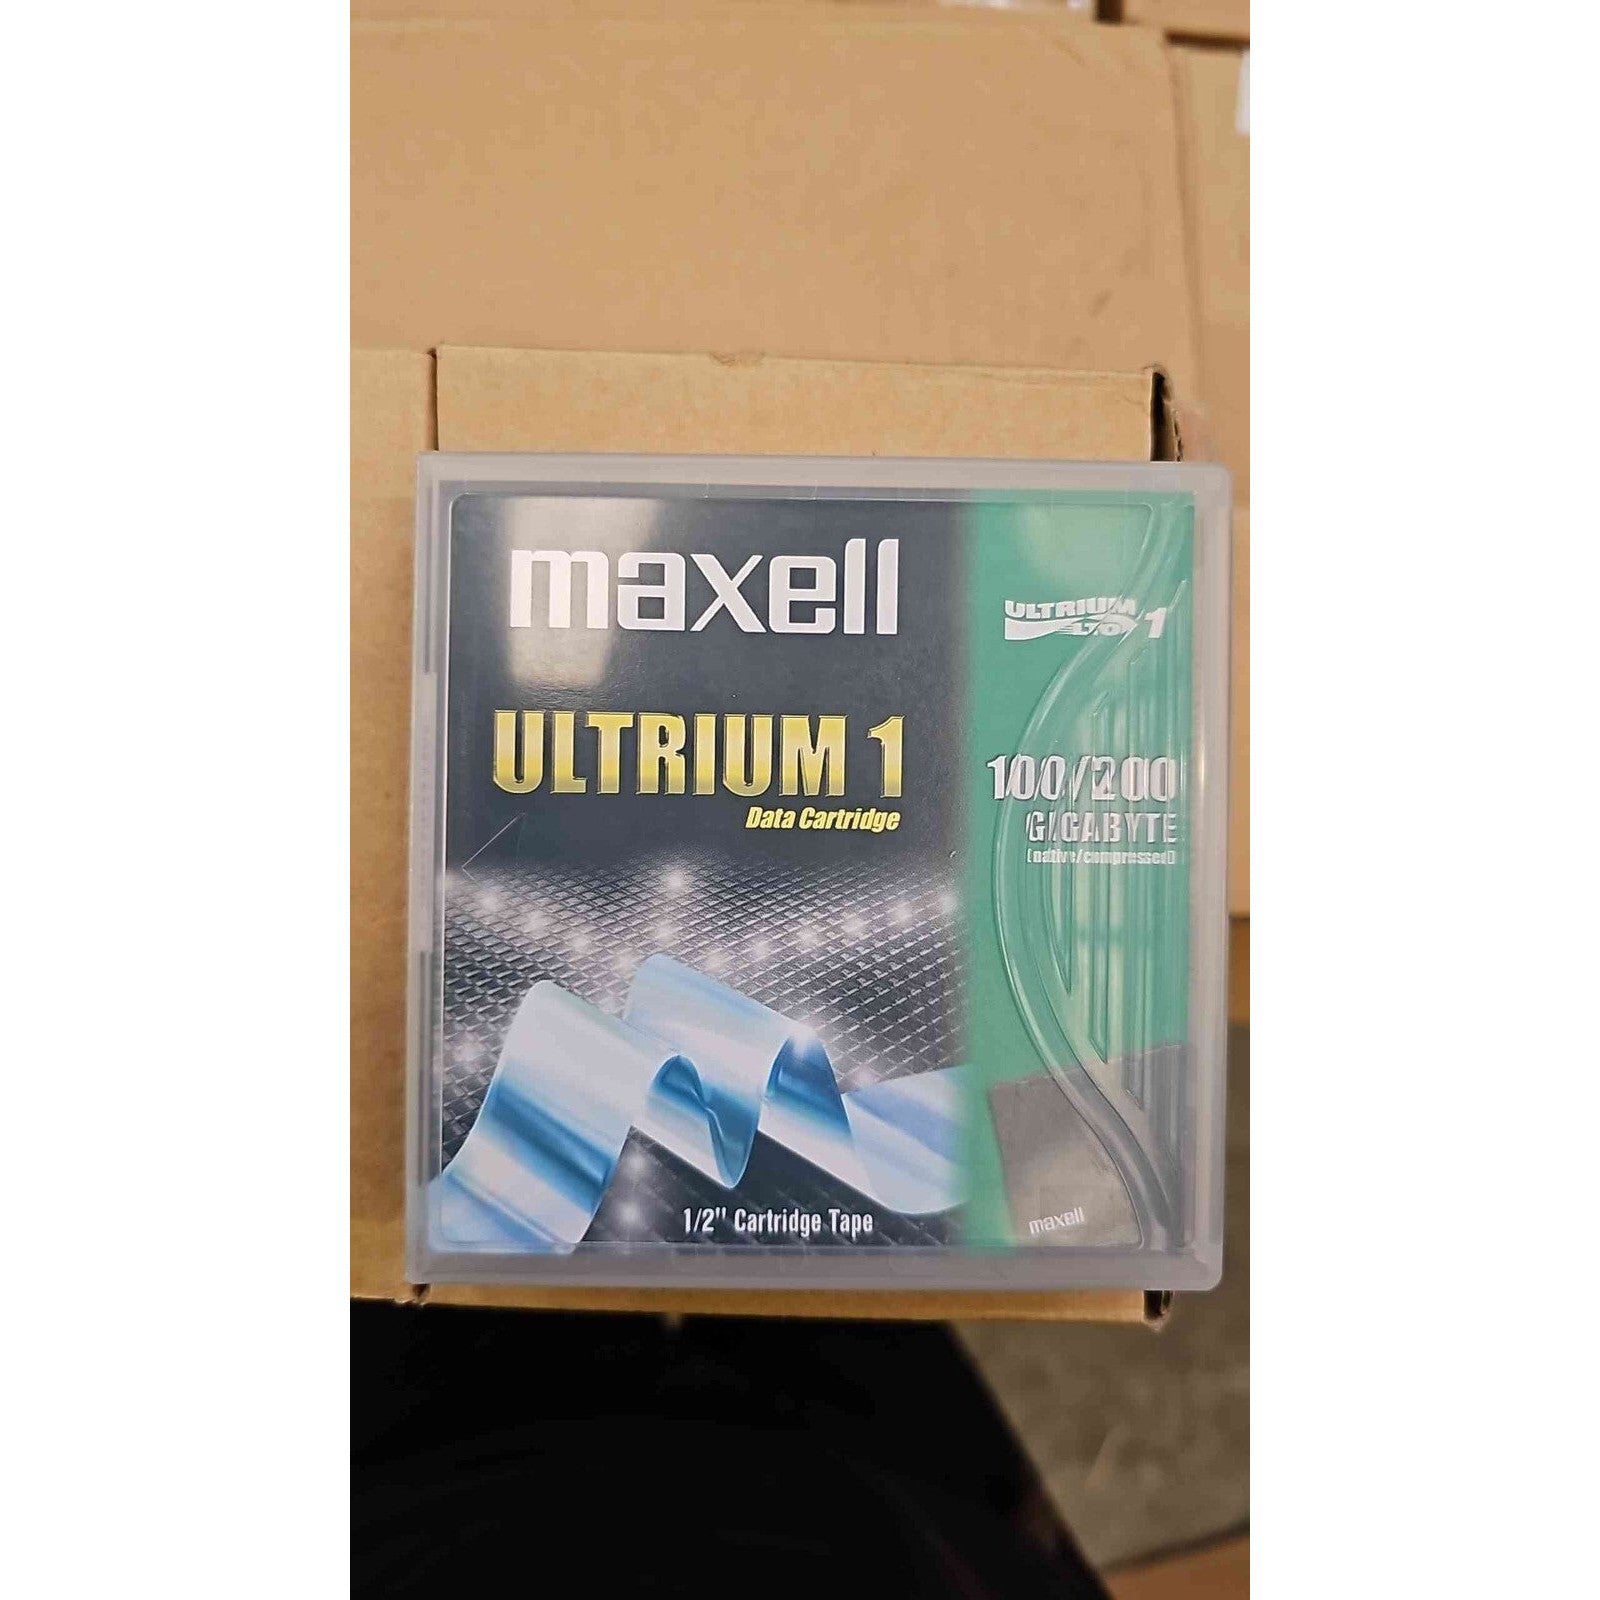 maxell
ULTRIUM LTO 1
ULTRIUM 1
Data Cartridge
100/200
GIGABYTE
[native/compressed]
1/2" Cartridge Tape
maxell